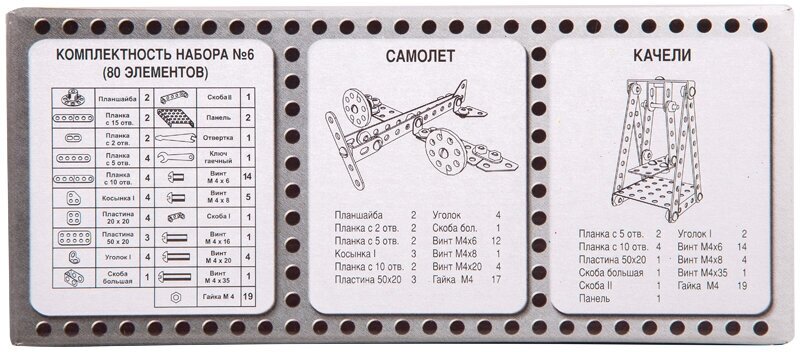 КОМПЛЕКТНОСТЬ НАБОРА №6
(80 ЭЛЕМЕНТОВ)
Планшайба 2 Скоба II 1
Планка с 15 отв. 2 Панель 2
Планка с 2 отв. 2 Отвертка 1
Планка с 5 отв. 4 Ключ гаечный 1
Планка с 10 отв. 4 Винт М 4 х 6 14
Косынка I 4 Винт М 4 х 8 5
Пластина 20 х 20 4 Скоба I 1
Пластина 50 х 20 3 Винт М 4 х 16 1
Уголок I 4 Винт М 4 х 20 4
Скоба большая 1 Винт М 4 х 35 1
Гайка М 4 19
САМОЛЕТ
Планшайба 2 Уголок 4
Планка с 2 отв. 2 Скоба бол. 1
Планка с 5 отв. 2 Винт М4х6 12
Косынка I 3 Винт М4х8 1
Планка с 10 отв. 2 Винт М4х20 4
Пластина 50х20 3 Гайка М4 17
КАЧЕЛИ
Планка с 5 отв. 2 Уголок I 2
Планка с 10 отв. 4 Винт М4х6 14
Пластина 50х20 1 Винт М4х8 4
Скоба большая 1 Винт М4х35 1
Скоба II 1 Гайка М4 19
Панель 1